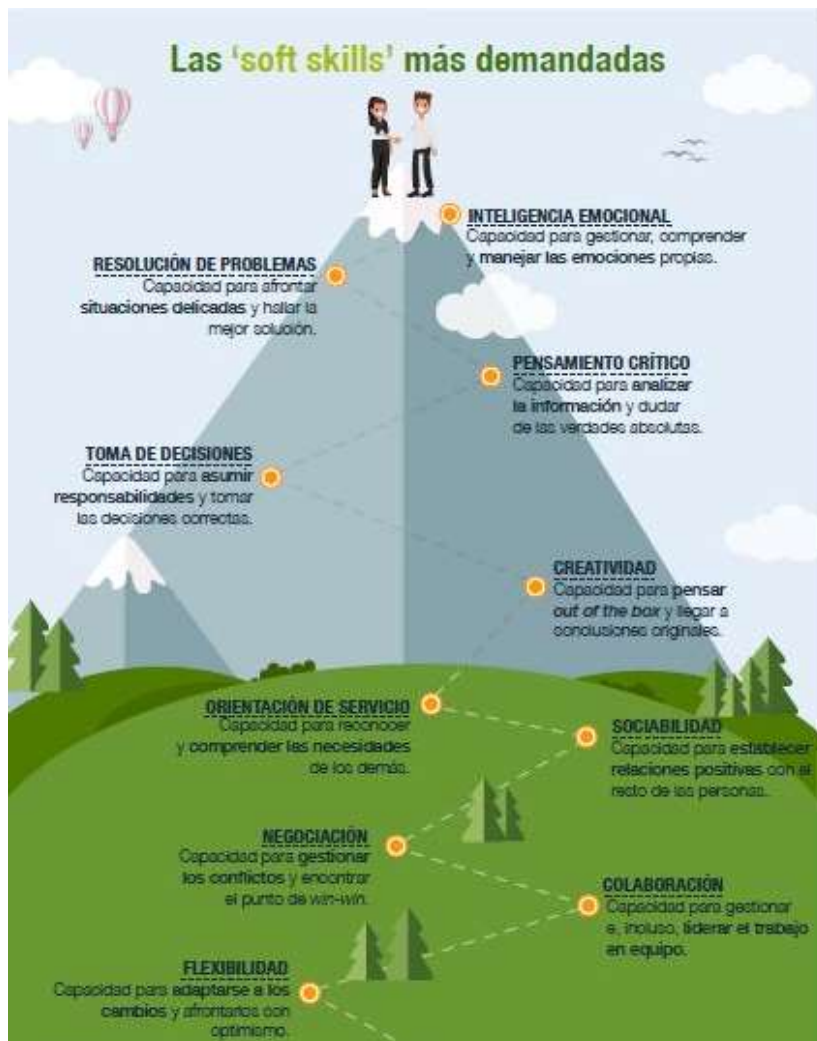 Las ‘soft skills’ más demandadas
INTELIGENCIA EMOCIONAL
Capacidad para gestionar, comprender
y manejar las emociones propias.
RESOLUCIÓN DE PROBLEMAS
Capacidad para afrontar
situaciones delicadas y hallar la
mejor solución.
PENSAMIENTO CRÍTICO
Capacidad para analizar
la información y dudar
de las verdades absolutas.
TOMA DE DECISIONES
Capacidad para asumir
responsabilidades y tomar
las decisiones correctas.
CREATIVIDAD
Capacidad para pensar
out of the box y llegar a
conclusiones originales.
ORIENTACIÓN DE SERVICIO
Capacidad para reconocer
y comprender las necesidades
de los demás.
SOCIABILIDAD
Capacidad para establecer
relaciones positivas con el
resto de las personas.
NEGOCIACIÓN
Capacidad para gestionar
los conflictos y encontrar
el punto de win-win.
COLABORACIÓN
Capacidad para gestionar
e, incluso, liderar el trabajo
en equipo.
FLEXIBILIDAD
Capacidad para adaptarse a los
cambios y afrontarlos con
optimismo.